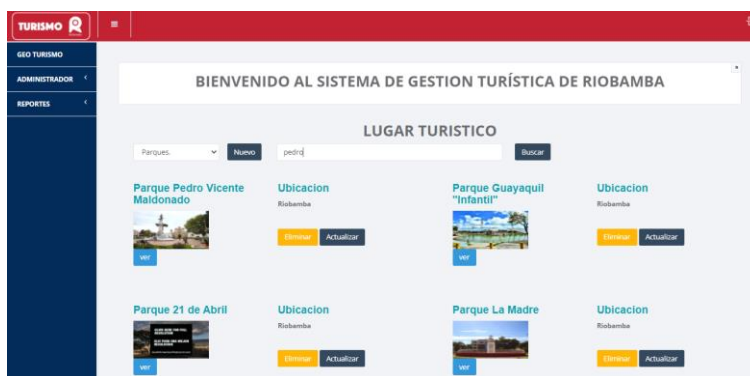 TURISMO
GEO TURISMO
ADMINISTRADOR
REPORTES
BIENVENIDO AL SISTEMA DE GESTION TURÍSTICA DE RIOBAMBA
LUGAR TURISTICO
Parques. Nuevo pedro Buscar
Parque Pedro Vicente
Maldonado
Ubicacion
Riobamba
Eliminar Actualizar
ver
Parque Guayaquil
"Infantil"
Ubicacion
Riobamba
Eliminar Actualizar
ver
Parque 21 de Abril
Ubicacion
Riobamba
Eliminar Actualizar
ver
Parque La Madre
Ubicacion
Riobamba
Eliminar Actualizar
ver